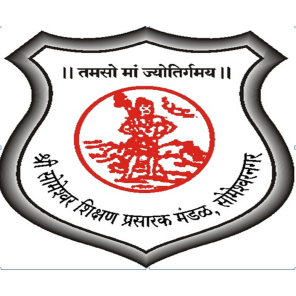 ।। तमसो मां ज्योतिर्गमय ।।
श्री सोमेश्वर शिक्षण प्रसारक मंडळ, सोमेश्वरनगर